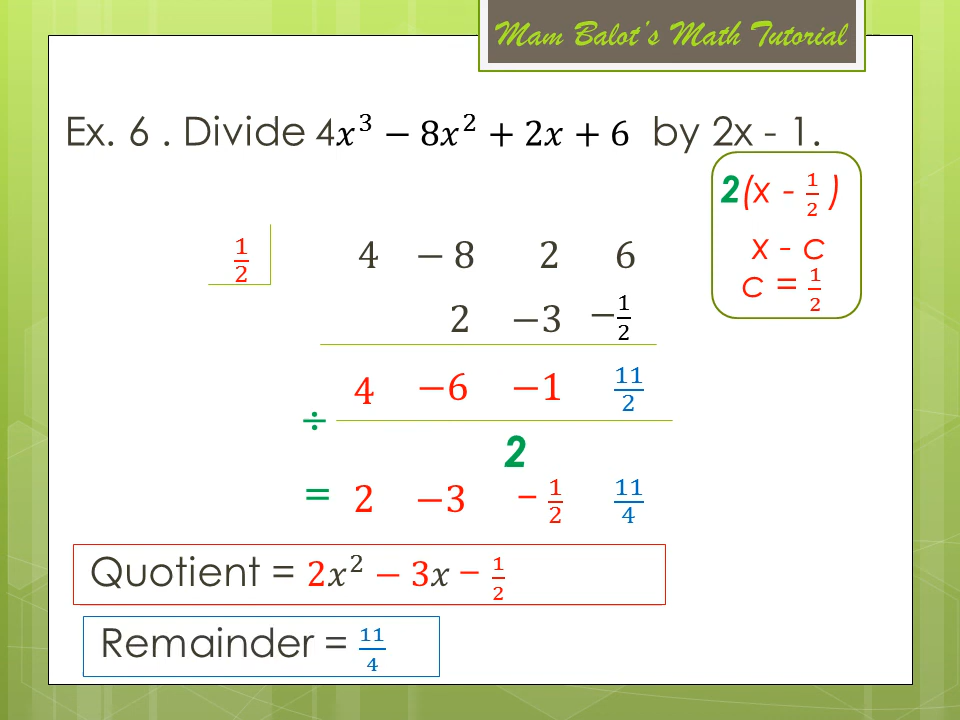 Mam Balot's Math Tutorial
Ex. 6 . Divide 4x³ − 8x² + 2x + 6 by 2x - 1.
2(x - 1/2 )
x - c
c = 1/2
1/2 4 − 8 2 6
2 −3 −1/2
4 −6 −1 11/2
÷
2
= 2 −3 − 1/2 11/4
Quotient = 2x² − 3x − 1/2
Remainder = 11/4